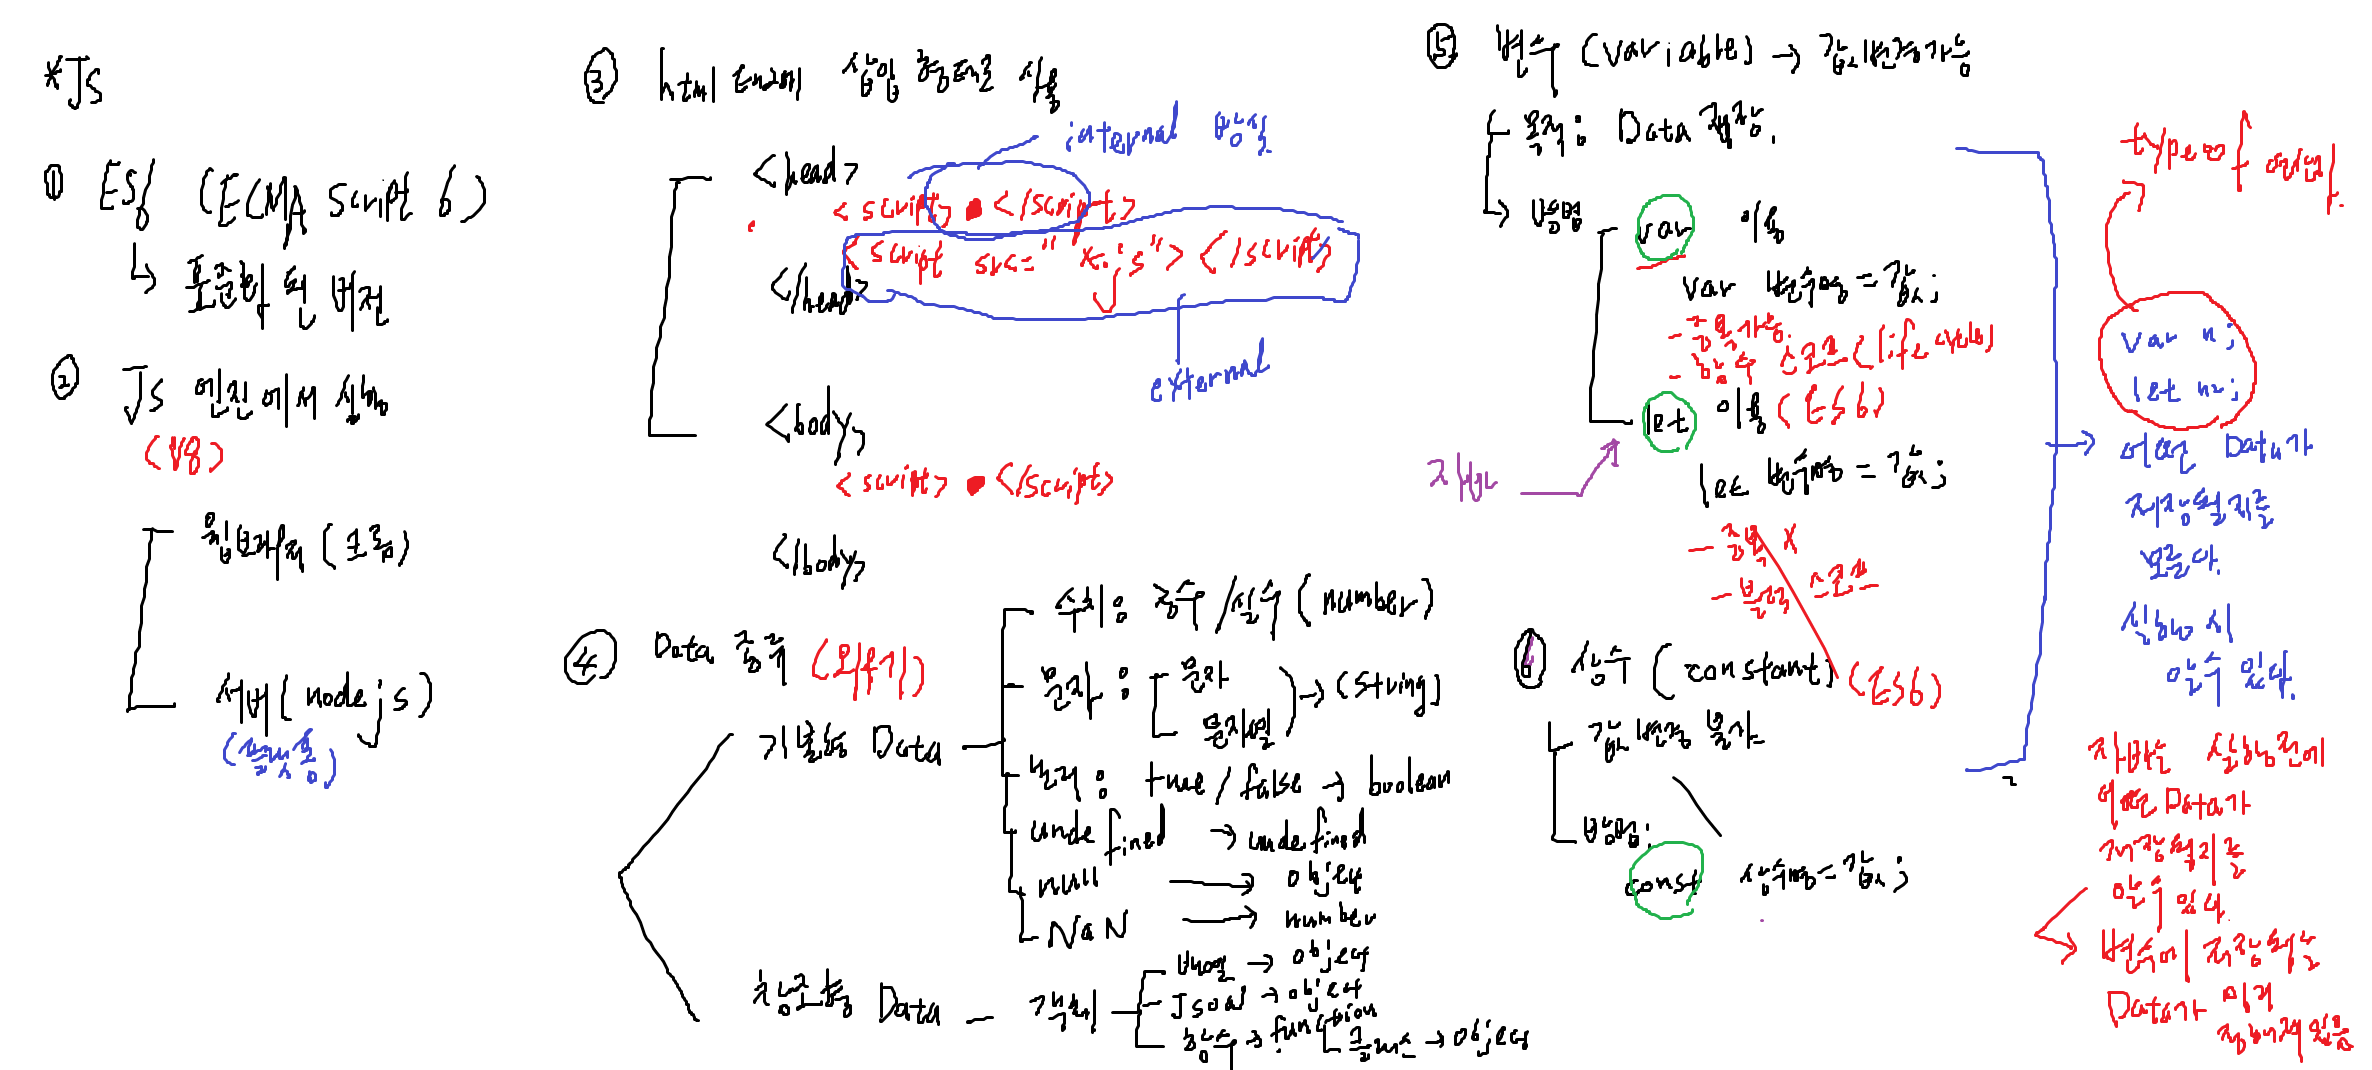 *JS
① ES6 (ECMA Script 6)
↳ 표준화 된 버전
② JS 엔진에서 실행
(V8)
웹브라우저 (크롬)
서버 (nodejs)
③ html 태그에 삽입 형태로 사용
internal 방식
<head>
<script> </script>
<script src="x.js"> </script>
</head>
external
<body>
<script> </script>
</body>
④ Data 종류 (외우기)
기본형 Data
수치 : 정수 / 실수 (number)
문자 : 문자
문자열
→ (string)
논리 : true / false → boolean
undefined → undefined
null → object
NaN → number
참조형 Data - 객체
배열 → object
JSON → object
함수 → function
클래스 → object
⑤ 변수 (variable) → 값 변경가능
목적 : Data 저장.
방법
var 이용
var 변수명 = 값;
- 중복가능.
- 함수 스코프 (life cycle)
let 이용 (ES6)
지향
let 변수명 = 값;
- 중복 X
- 블럭 스코프
⑥ 상수 (constant) (ES6)
값 변경 불가
방법 :
const 상수명 = 값;
typeof 연산
var n;
let n2;
어떤 Data가
저장될지를
모른다.
실행 시
알수 있다.
자바는 실행전에
어떤 Data가
저장될지를
알수 있다.
변수에 저장되는
Data가 미리
정해져있음